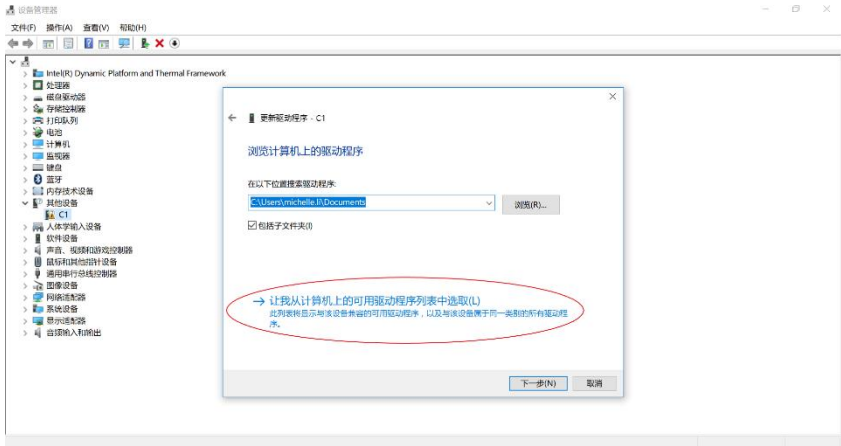 设备管理器
文件(F) 操作(A) 查看(V) 帮助(H)
Intel(R) Dynamic Platform and Thermal Framework
处理器
磁盘驱动器
存储控制器
打印队列
电池
计算机
监视器
键盘
蓝牙
内存技术设备
其他设备
C1
人体学输入设备
软件设备
声音、视频和游戏控制器
鼠标和其他指针设备
通用串行总线控制器
图像设备
网络适配器
系统设备
显示适配器
音频输入和输出
更新驱动程序 - C1
浏览计算机上的驱动程序
在以下位置搜索驱动程序:
C:\Users\michelle.li\Documents
浏览(R)...
包括子文件夹(I)
让我从计算机上的可用驱动程序列表中选取(L)
此列表将显示与该设备兼容的可用驱动程序，以及与该设备属于同一类别的所有驱动程
序。
下一步(N) 取消